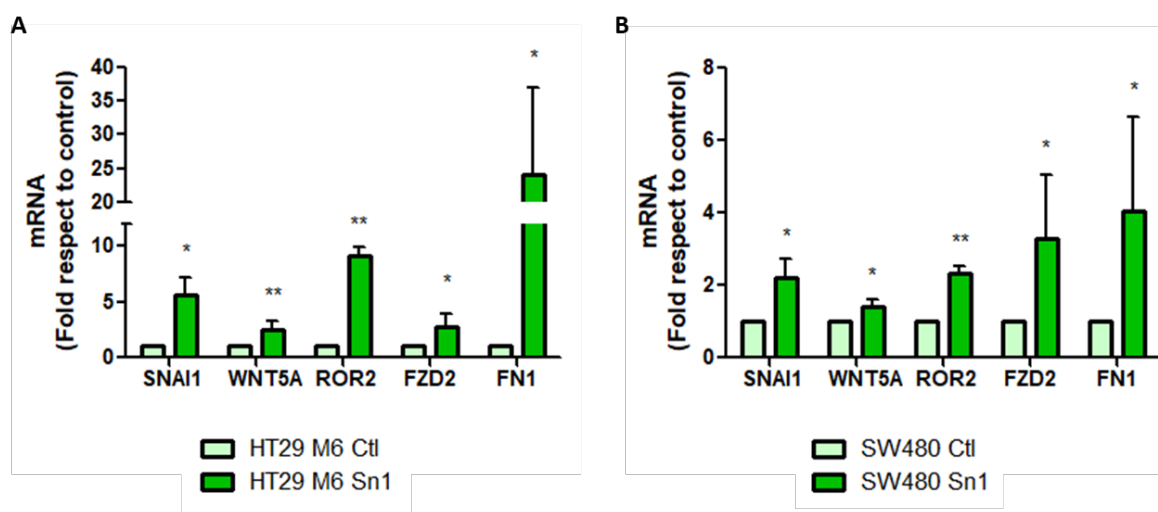 A
mRNA
(Fold respect to control)
40
35
30
25
20
10
5
0
*
**
**
*
*
SNAI1 WNT5A ROR2 FZD2 FN1
HT29 M6 Ctl
HT29 M6 Sn1
B
mRNA
(Fold respect to control)
8
6
4
2
0
*
*
**
*
*
SNAI1 WNT5A ROR2 FZD2 FN1
SW480 Ctl
SW480 Sn1